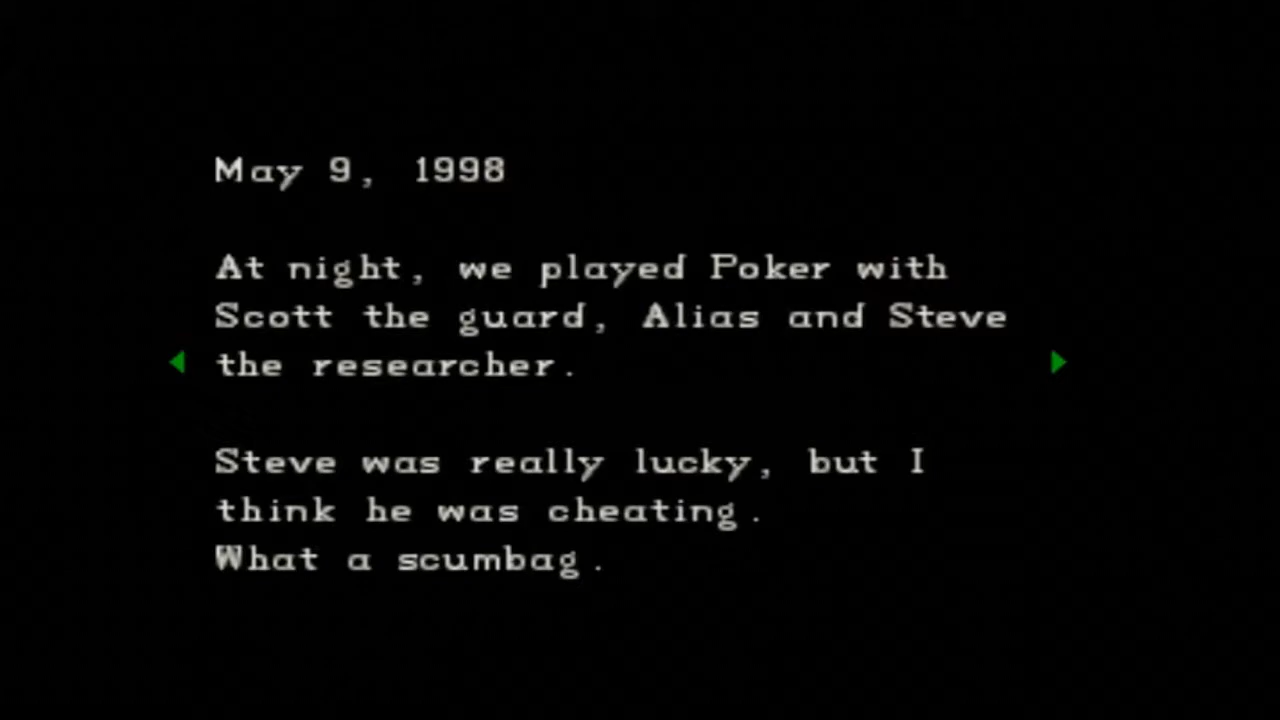 May 9, 1998
At night, we played Poker with
Scott the guard, Alias and Steve
the researcher.
Steve was really lucky, but I
think he was cheating.
What a scumbag.